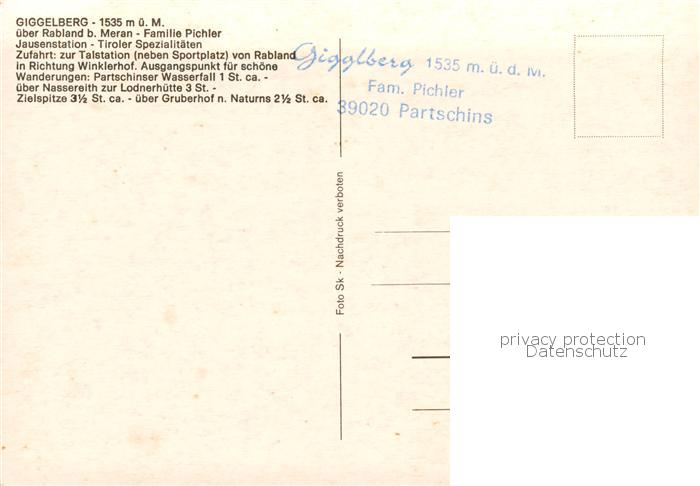 GIGGELBERG - 1535 m ü. M.
über Rabland b. Meran - Familie Pichler
Jausenstation - Tiroler Spezialitäten
Zufahrt: zur Talstation (neben Sportplatz) von Rabland
in Richtung Winklerhof. Ausgangspunkt für schöne
Wanderungen: Partschinser Wasserfall 1 St. ca. -
über Nassereith zur Lodnerhütte 3 St. -
Zielspitze 3½ St. ca. - über Gruberhof n. Naturns 2½ St. ca.
Gigglberg 1535 m. ü. d. M.
Fam. Pichler
39020 Partschins
Foto Sk - Nachdruck verboten
privacy protection
Datenschutz